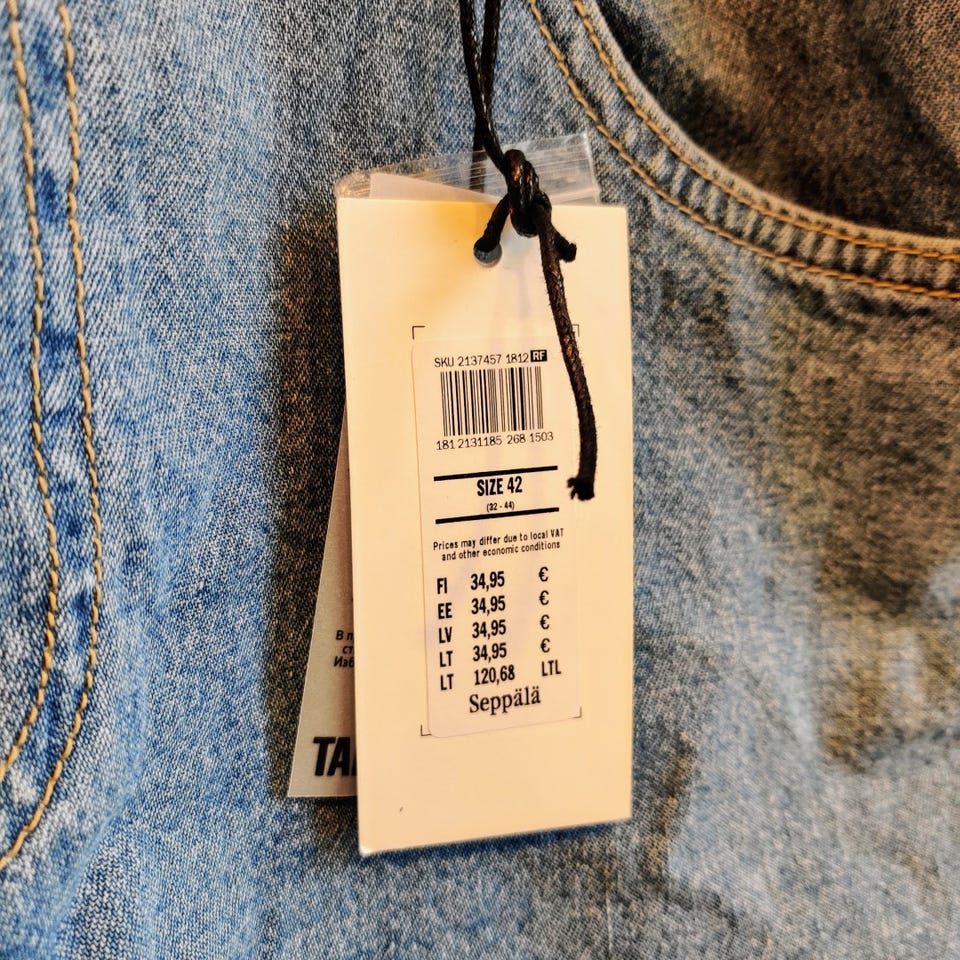 SKU 2137457 1812 RF
181 2131185 268 1503
SIZE 42
(32 - 44)
Prices may differ due to local VAT
and other economic conditions
FI 34,95 €
EE 34,95 €
LV 34,95 €
LT 34,95 €
LT 120,68 LTL
Seppälä